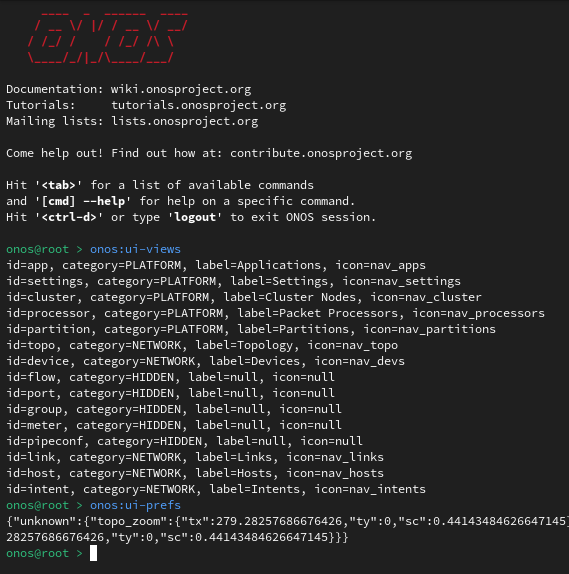 ____  _  ______  ____
    / __ \/ |/ / __ \/ __/
   / /_/ /    / /_/ /\ \
   \____/_/|_/\____/___/
Documentation: wiki.onosproject.org
Tutorials:     tutorials.onosproject.org
Mailing lists: lists.onosproject.org
Come help out! Find out how at: contribute.onosproject.org
Hit '<tab>' for a list of available commands
and '[cmd] --help' for help on a specific command.
Hit '<ctrl-d>' or type 'logout' to exit ONOS session.
onos@root > onos:ui-views
id=app, category=PLATFORM, label=Applications, icon=nav_apps
id=settings, category=PLATFORM, label=Settings, icon=nav_settings
id=cluster, category=PLATFORM, label=Cluster Nodes, icon=nav_cluster
id=processor, category=PLATFORM, label=Packet Processors, icon=nav_processors
id=partition, category=PLATFORM, label=Partitions, icon=nav_partitions
id=topo, category=NETWORK, label=Topology, icon=nav_topo
id=device, category=NETWORK, label=Devices, icon=nav_devs
id=flow, category=HIDDEN, label=null, icon=null
id=port, category=HIDDEN, label=null, icon=null
id=group, category=HIDDEN, label=null, icon=null
id=meter, category=HIDDEN, label=null, icon=null
id=pipeconf, category=HIDDEN, label=null, icon=null
id=link, category=NETWORK, label=Links, icon=nav_links
id=host, category=NETWORK, label=Hosts, icon=nav_hosts
id=intent, category=NETWORK, label=Intents, icon=nav_intents
onos@root > onos:ui-prefs
{"unknown":{"topo_zoom":{"tx":279.28257686676426,"ty":0,"sc":0.44143484626647145}
28257686676426,"ty":0,"sc":0.44143484626647145}}}
onos@root >